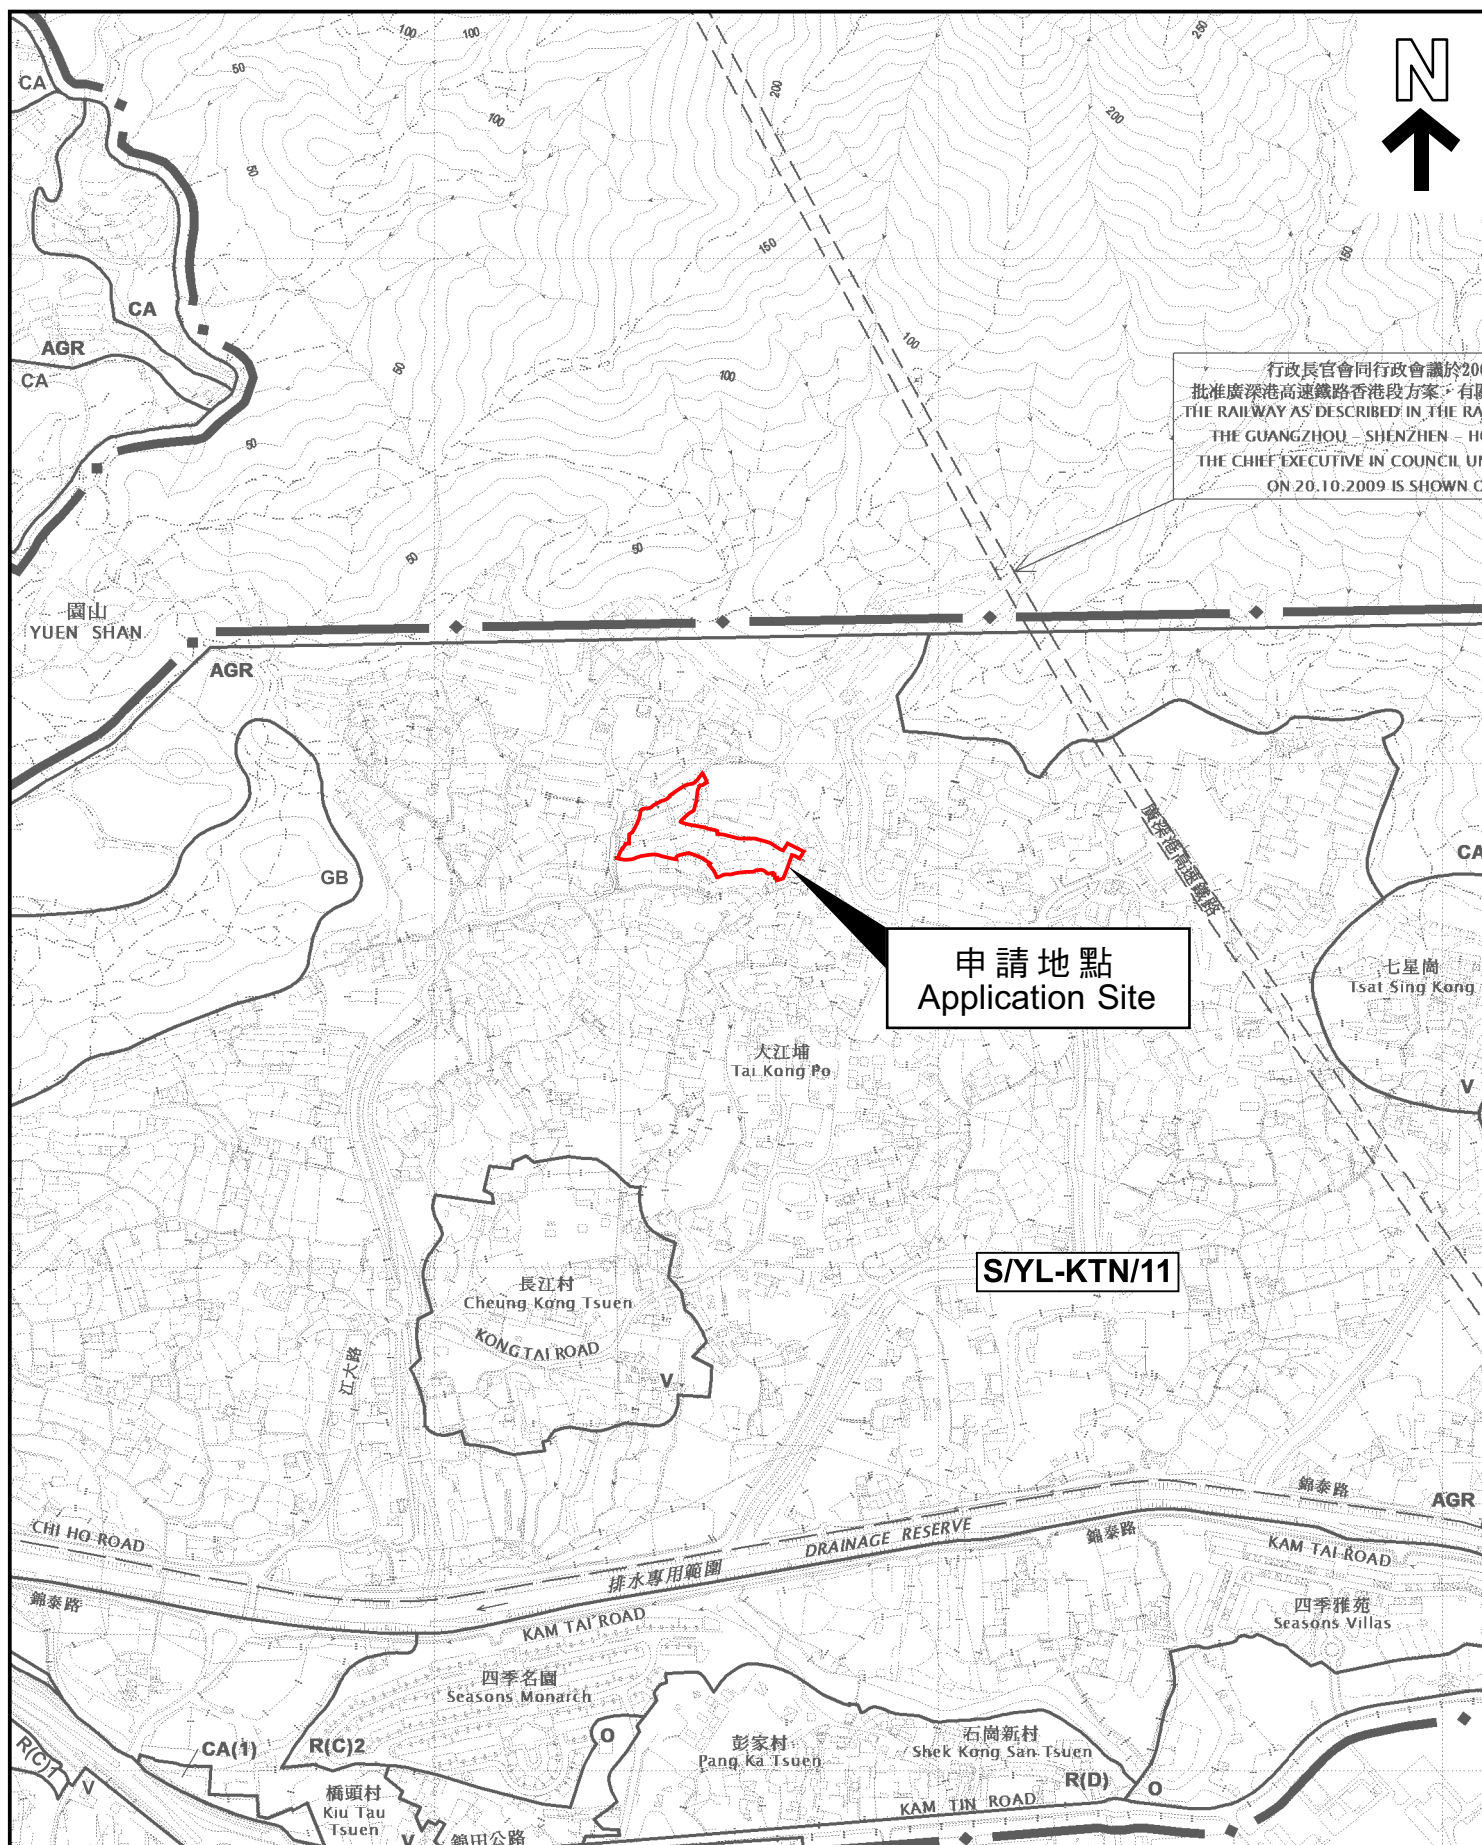 N
CA
100
100
50
250
200
200
100
50
CA
150
150
AGR
CA
100
50
100
50
行政長官會同行政會議於200
批准廣深港高速鐵路香港段方案,有關
THE RAILWAY AS DESCRIBED IN THE RA
THE GUANGZHOU - SHENZHEN - HO
THE CHIEF EXECUTIVE IN COUNCIL UN
ON 20.10.2009 IS SHOWN O
50
50
圓山
YUEN SHAN
AGR
廣深港高速鐵路
CA
GB
申請地點
Application Site
七星崗
Tsat Sing Kong
大江埔
Tai Kong Po
V
S/YL-KTN/11
長江村
Cheung Kong Tsuen
KONG TAI ROAD
江大路
V
錦泰路
AGR
CHI HO ROAD
DRAINAGE RESERVE
錦泰路
KAM TAI ROAD
排水專用範圍
錦泰路
KAM TAI ROAD
四季雅苑
Seasons Villas
四季名園
Seasons Monarch
O
CA(1)
R(C)2
R(C)1
V
彭家村
Pang Ka Tsuen
石崗新村
Shek Kong San Tsuen
R(D)
O
橋頭村
Kiu Tau
Tsuen
KAM TIN ROAD
V
錦田公路